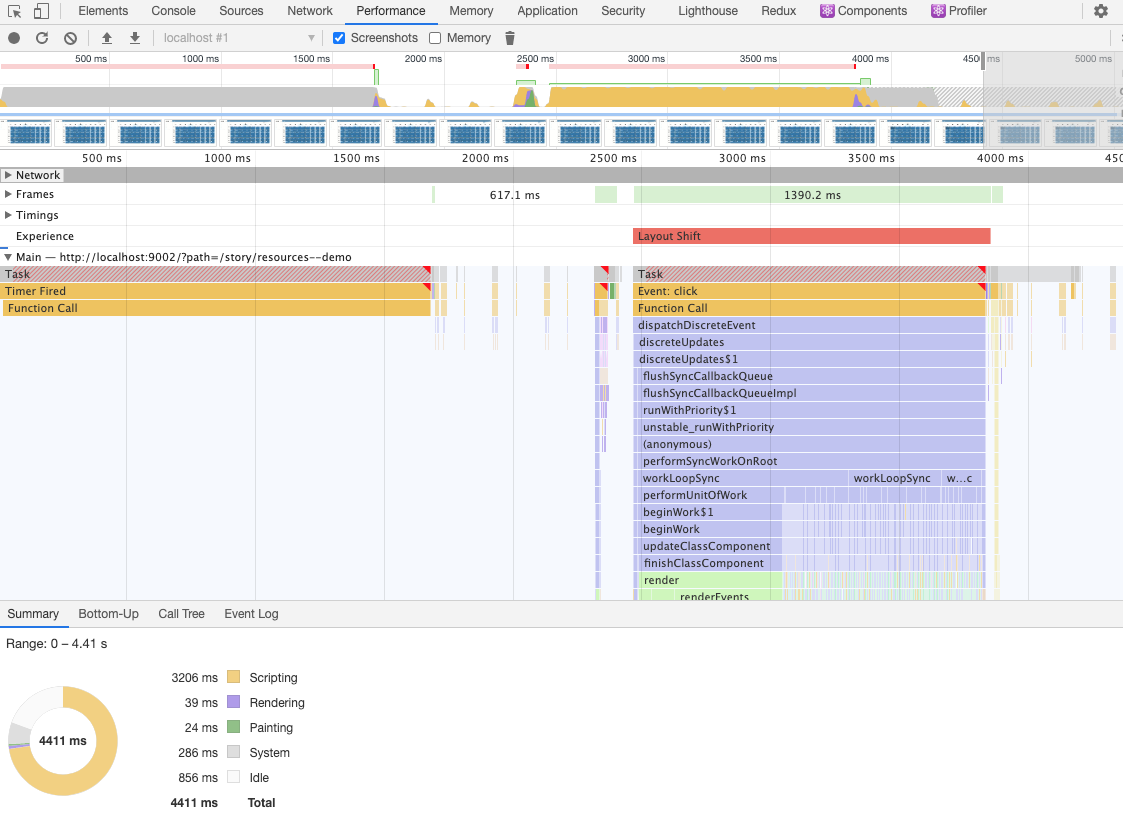 Elements Console Sources Network Performance Memory Application Security Lighthouse Redux Components Profiler
localhost #1 Screenshots Memory
500 ms 1000 ms 1500 ms 2000 ms 2500 ms 3000 ms 3500 ms 4000 ms 4500 ms 5000 ms
500 ms 1000 ms 1500 ms 2000 ms 2500 ms 3000 ms 3500 ms 4000 ms 450
Network
Frames 617.1 ms 1390.2 ms
Timings
Experience Layout Shift
Main — http://localhost:9002/?path=/story/resources--demo
Task Task
Timer Fired Event: click
Function Call Function Call
dispatchDiscreteEvent
discreteUpdates
discreteUpdates$1
flushSyncCallbackQueue
flushSyncCallbackQueueImpl
runWithPriority$1
unstable_runWithPriority
(anonymous)
performSyncWorkOnRoot
workLoopSync workLoopSync w...c
performUnitOfWork
beginWork$1
beginWork
updateClassComponent
finishClassComponent
render
renderEvents
Summary Bottom-Up Call Tree Event Log
Range: 0 – 4.41 s
3206 ms Scripting
39 ms Rendering
24 ms Painting
4411 ms
286 ms System
856 ms Idle
4411 ms Total